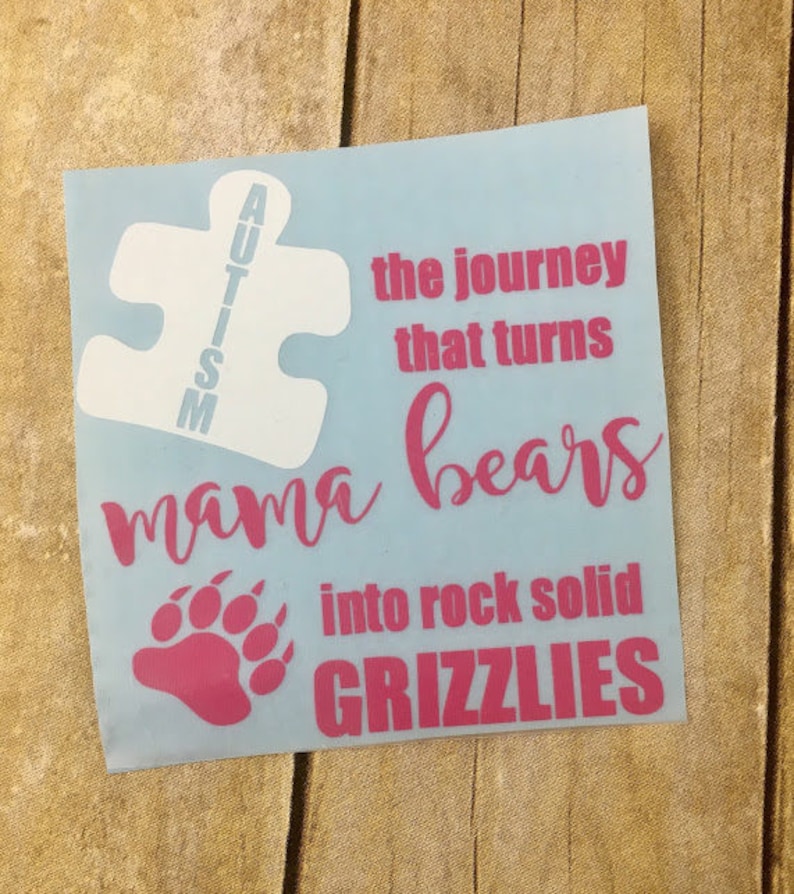 AUTISM
the journey
that turns
mama bears
into rock solid
GRIZZLIES